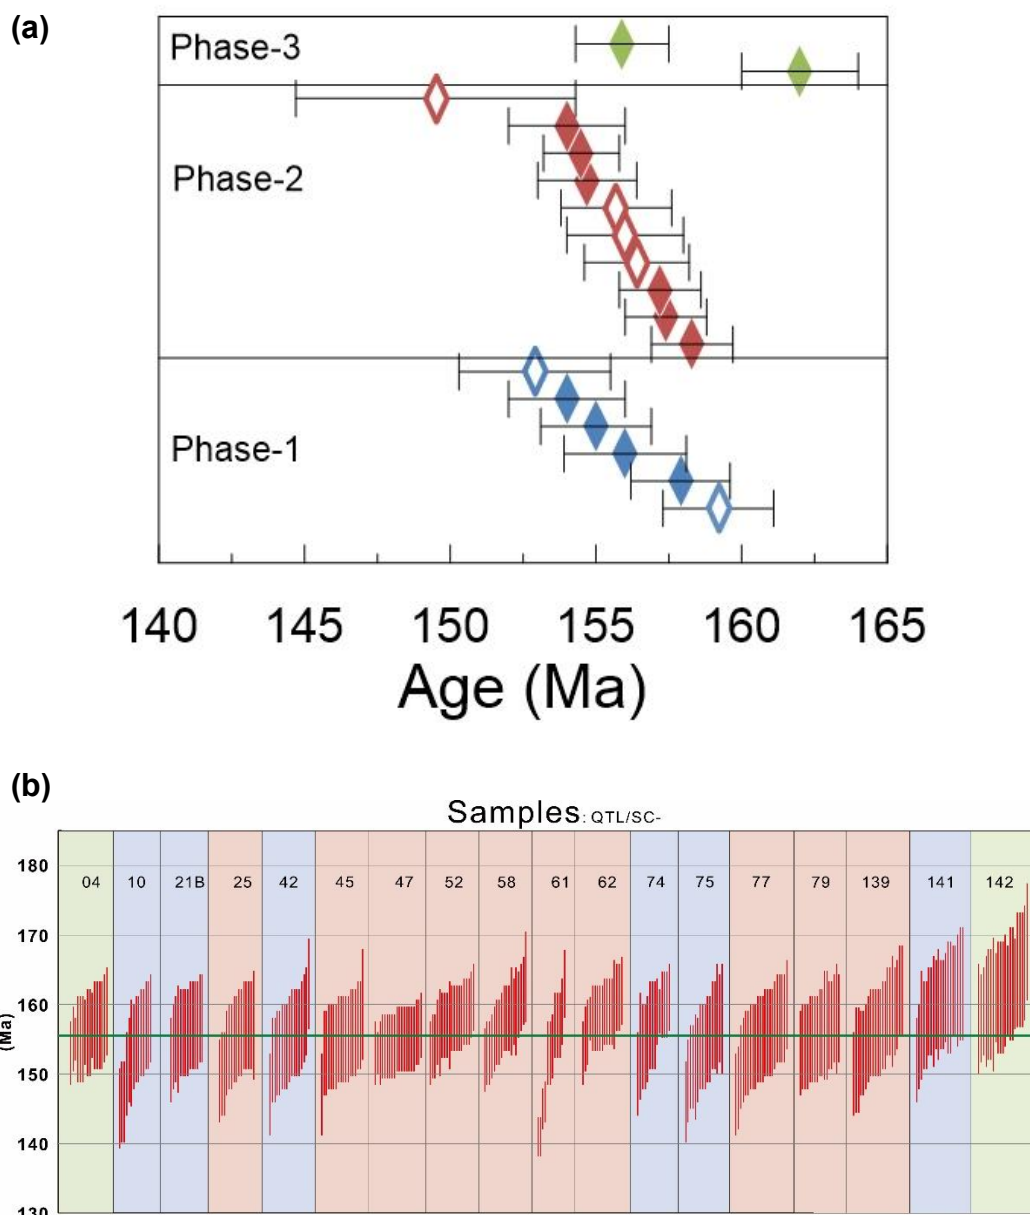 (a)
Phase-3
Phase-2
Phase-1
140 145 150 155 160 165
Age (Ma)
(b)
Samples: QTL/SC-
180
04 10 21B 25 42 45 47 52 58 61 62 74 75 77 79 139 141 142
170
160
(Ma)
150
140
130